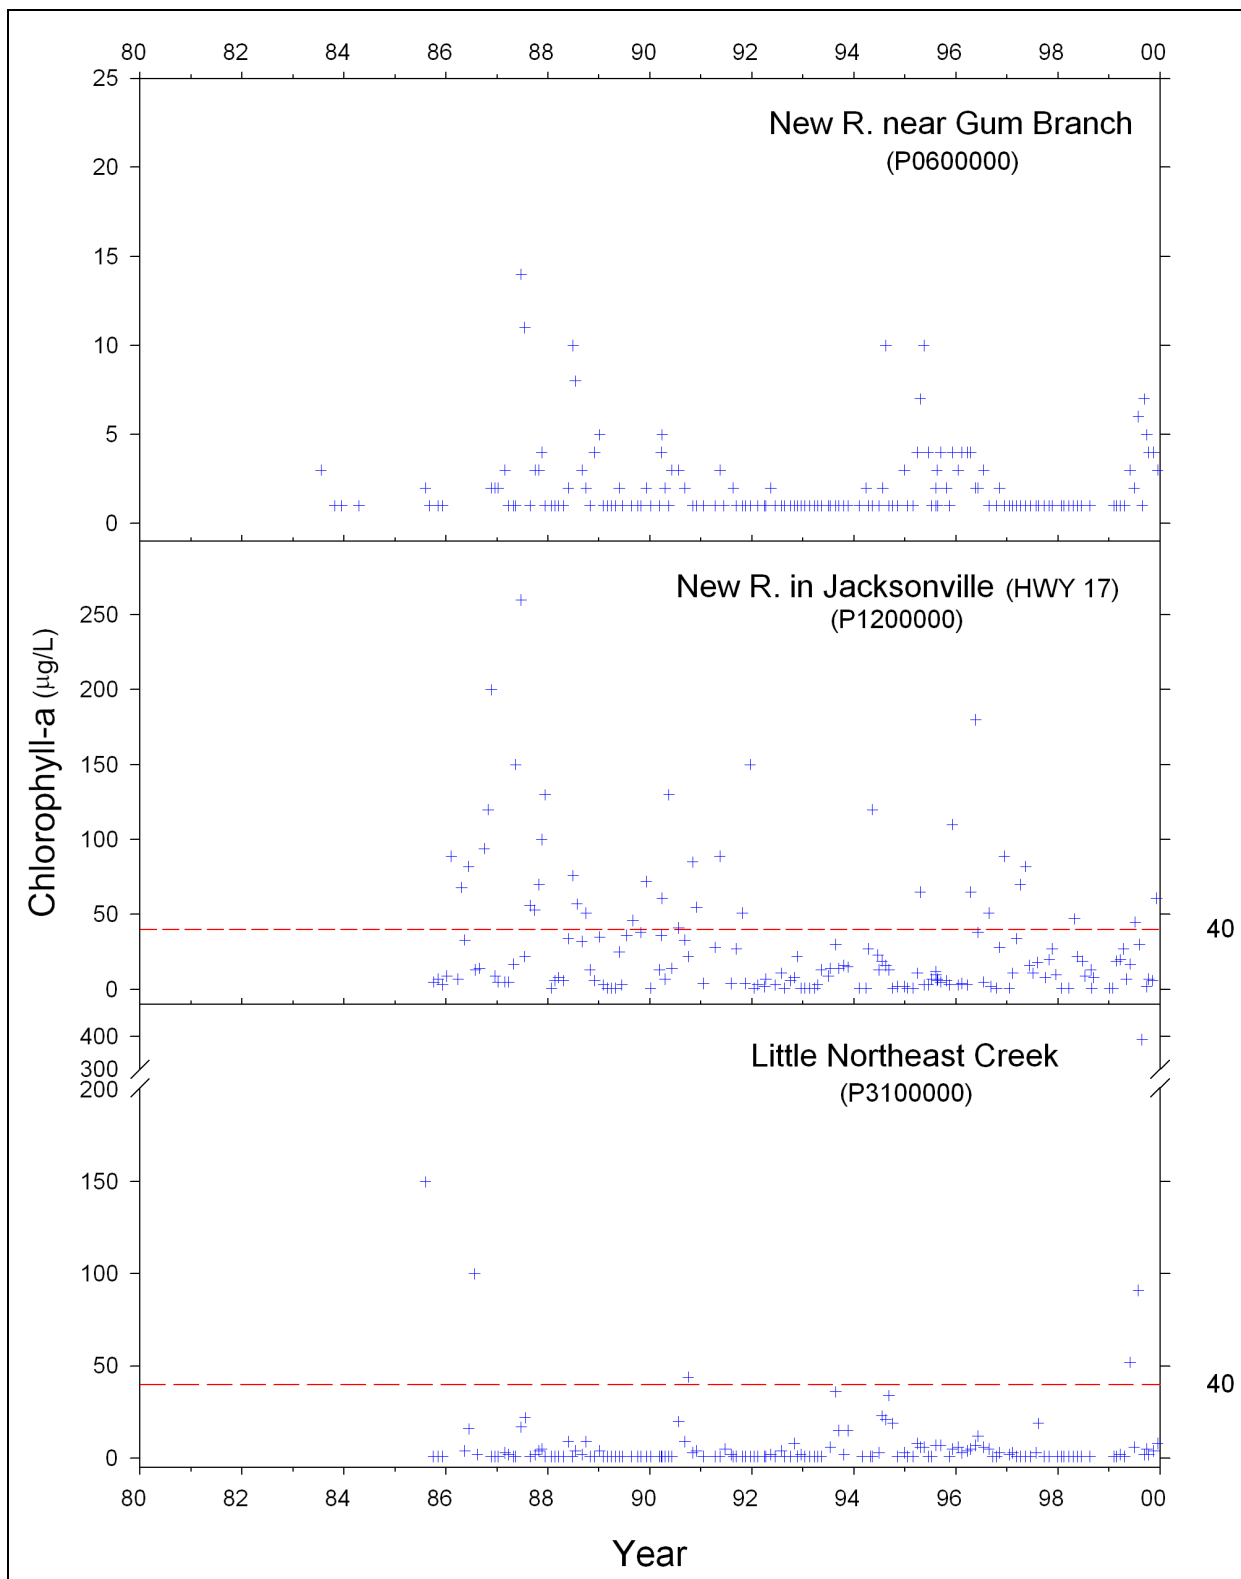 80 82 84 86 88 90 92 94 96 98 00
25
New R. near Gum Branch
(P0600000)
20
15
10
5
0
New R. in Jacksonville (HWY 17)
(P1200000)
250
200
150
100
50
40
0
Chlorophyll-a (μg/L)
400
Little Northeast Creek
300
200
(P3100000)
150
100
50
40
0
80 82 84 86 88 90 92 94 96 98 00
Year